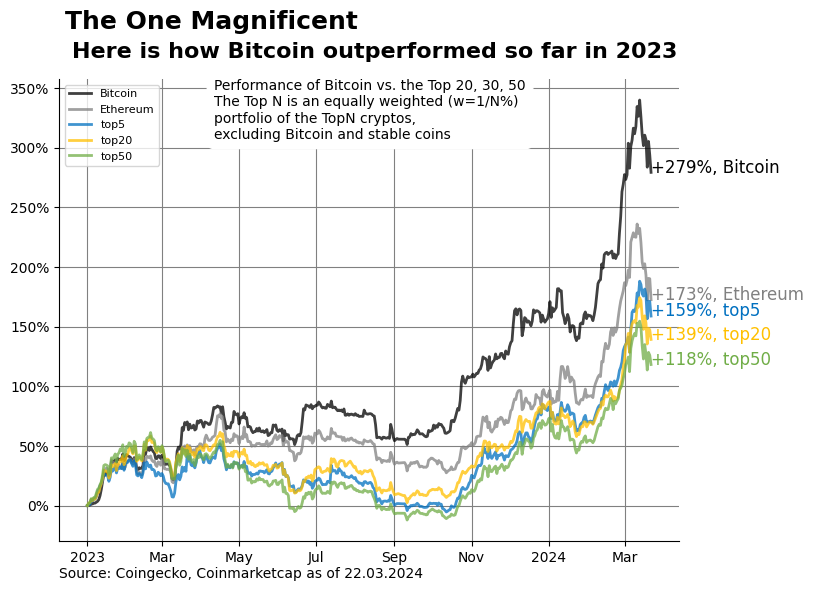 The One Magnificent
Here is how Bitcoin outperformed so far in 2023
350%
300%
250%
200%
150%
100%
50%
0%
Bitcoin
Ethereum
top5
top20
top50
Performance of Bitcoin vs. the Top 20, 30, 50
The Top N is an equally weighted (w=1/N%)
portfolio of the TopN cryptos,
excluding Bitcoin and stable coins
+279%, Bitcoin
+173%, Ethereum
+159%, top5
+139%, top20
+118%, top50
2023 Mar May Jul Sep Nov 2024 Mar
Source: Coingecko, Coinmarketcap as of 22.03.2024